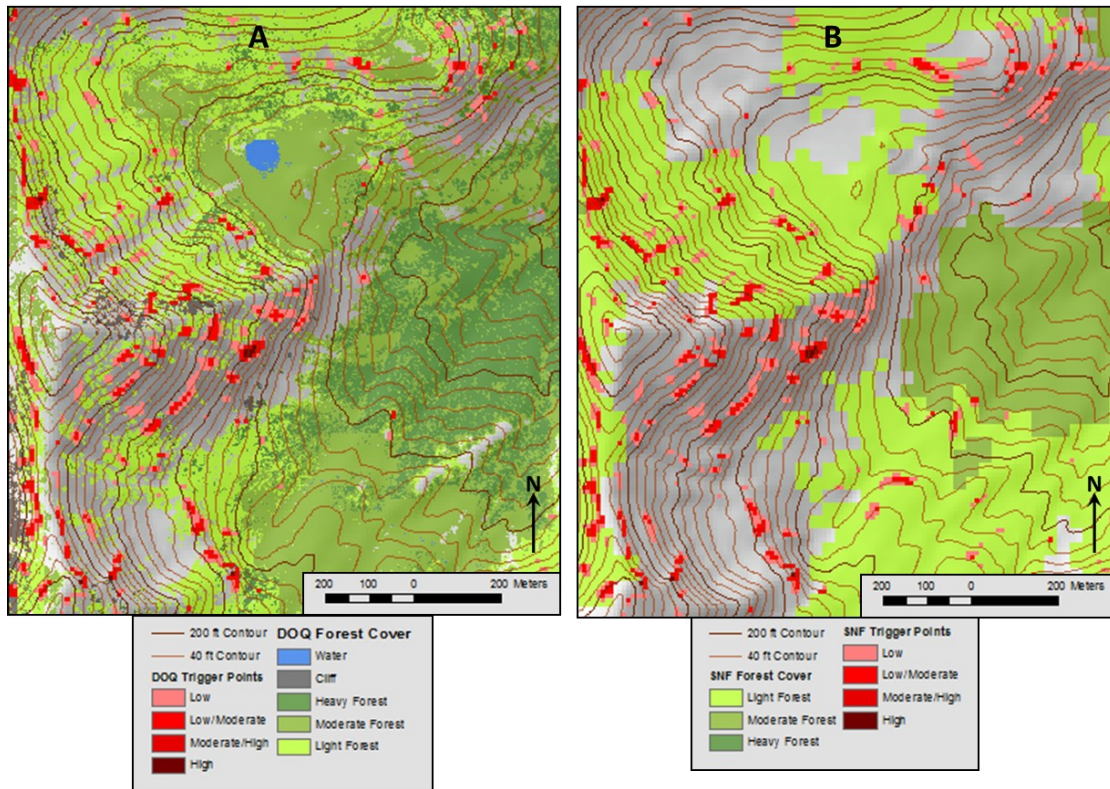 A
B
N
N
200 100 0 200 Meters
200 100 0 200 Meters
200 ft Contour
40 ft Contour
DOQ Trigger Points
Low
Low/Moderate
Moderate/High
High
DOQ Forest Cover
Water
Cliff
Heavy Forest
Moderate Forest
Light Forest
200 ft Contour
40 ft Contour
SNF Forest Cover
Light Forest
Moderate Forest
Heavy Forest
SNF Trigger Points
Low
Low/Moderate
Moderate/High
High